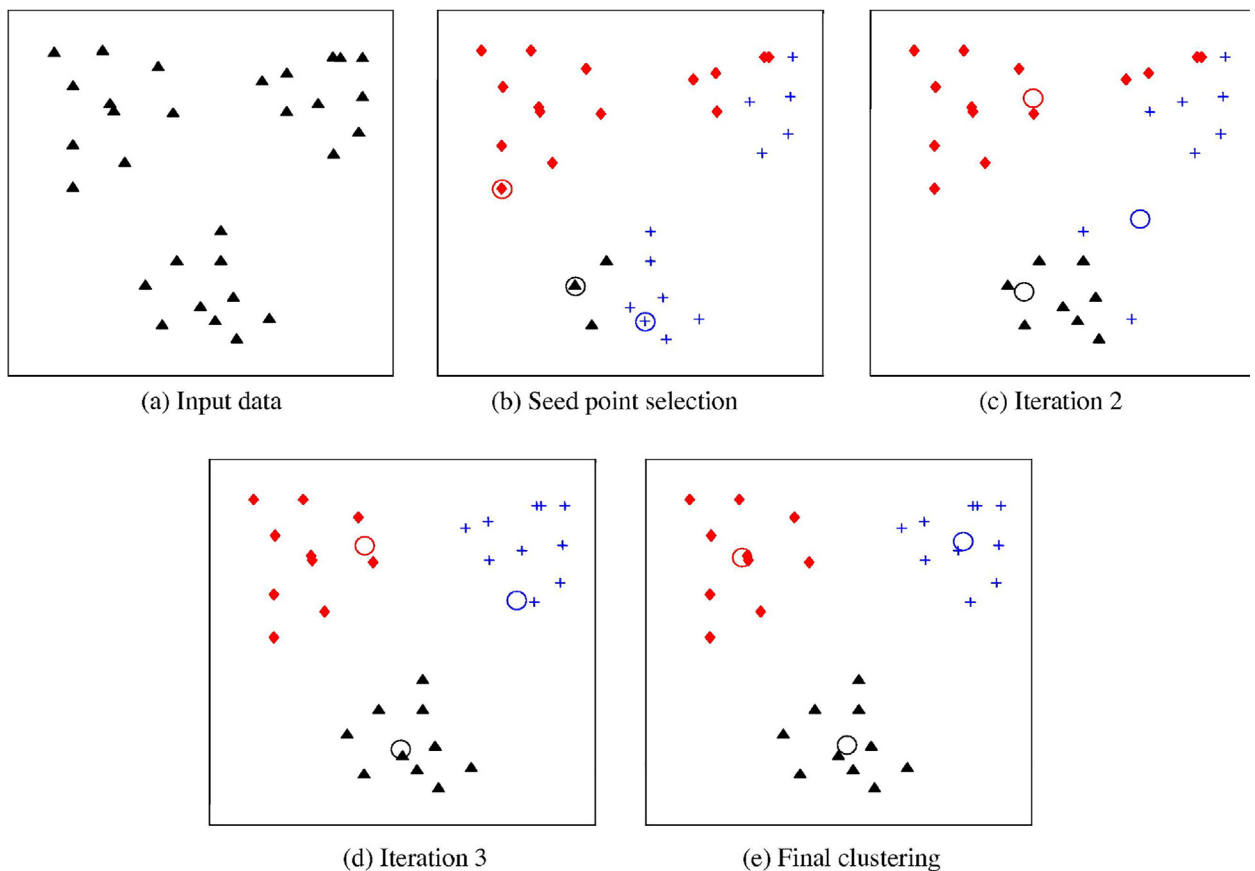 (a) Input data
(b) Seed point selection
(c) Iteration 2
(d) Iteration 3
(e) Final clustering